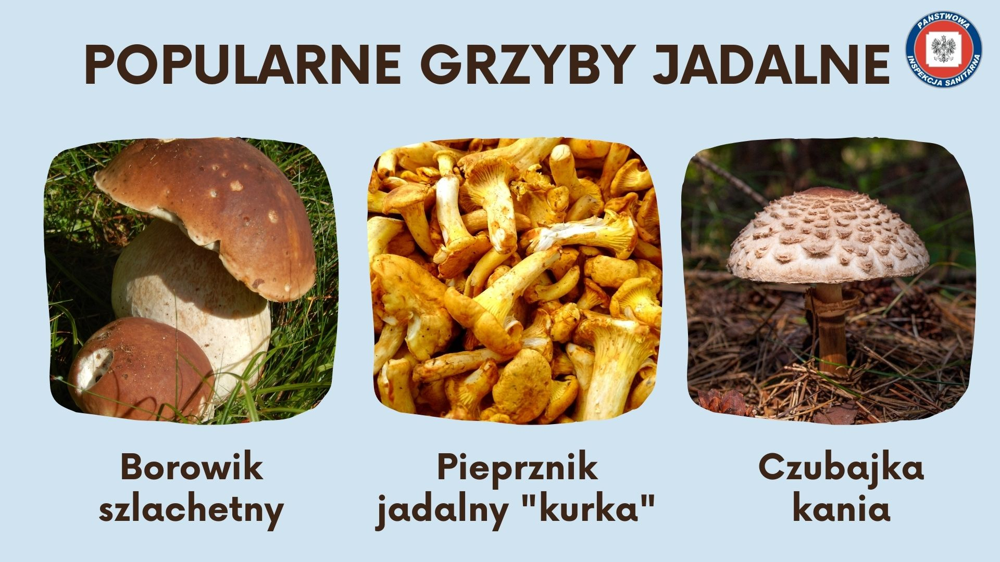 POPULARNE GRZYBY JADALNE
PAŃSTWOWA
INSPEKCJA SANITARNA
Borowik
szlachetny
Pieprznik
jadalny "kurka"
Czubajka
kania